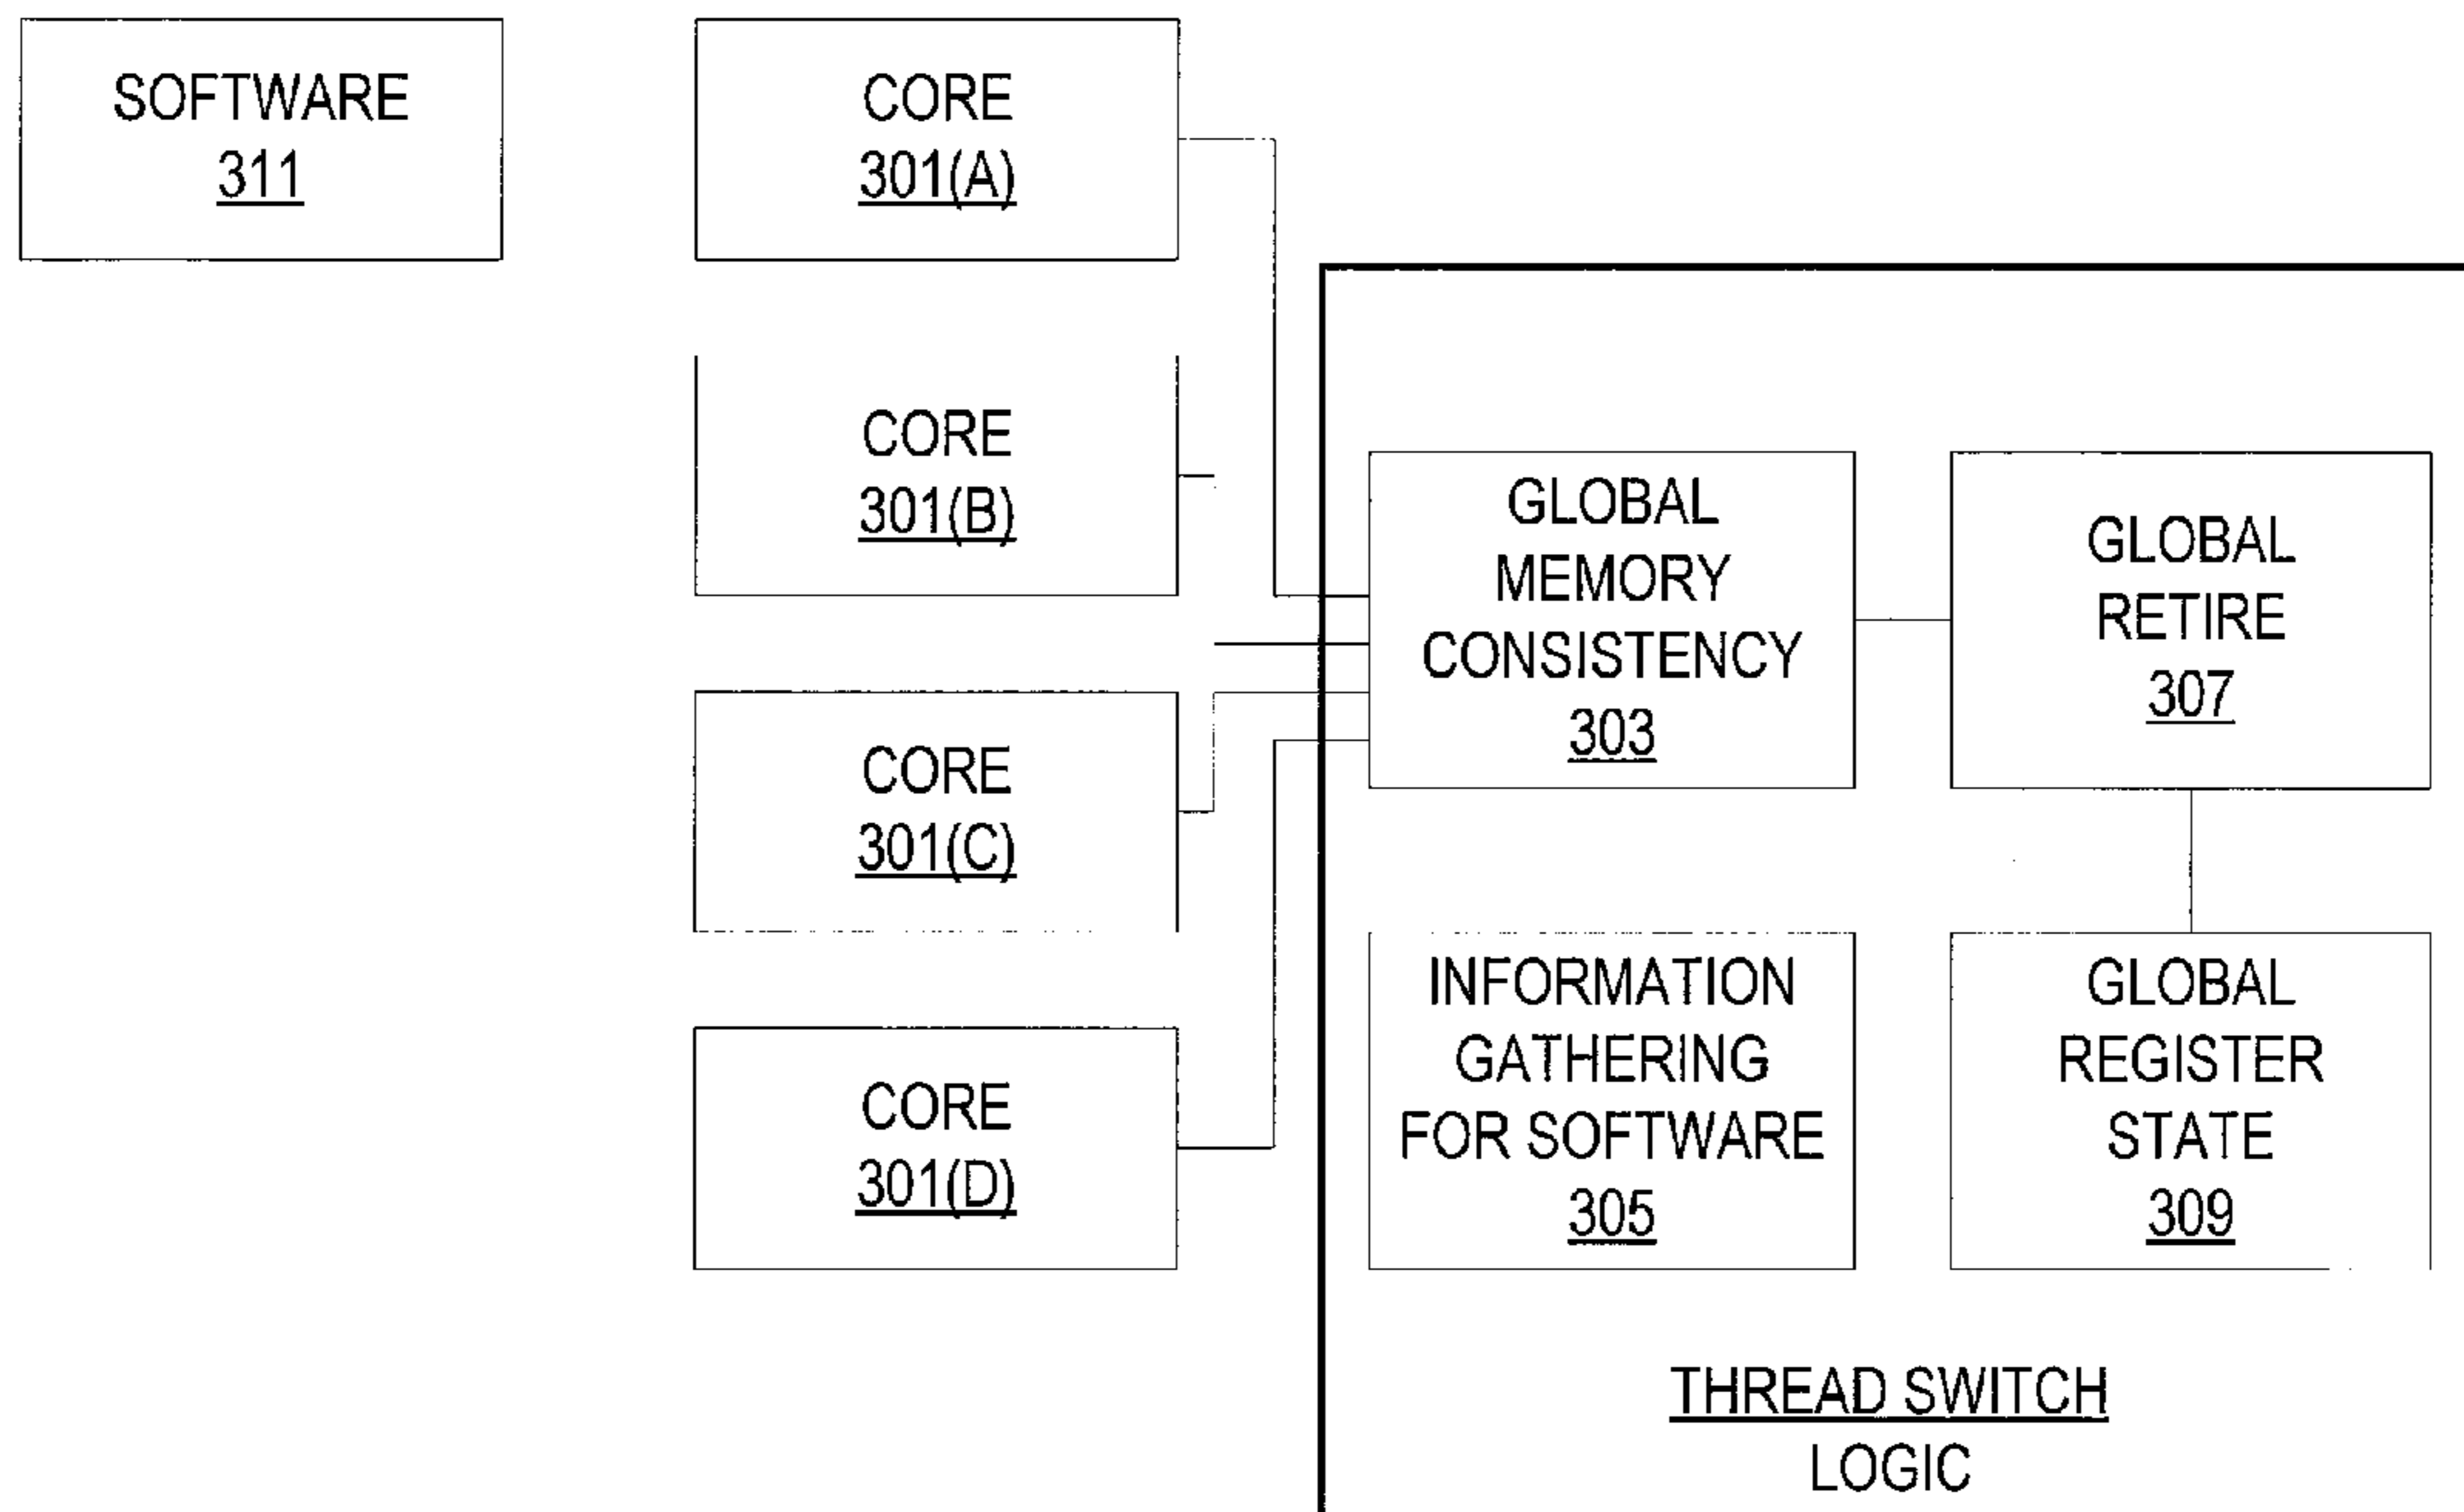 SOFTWARE
311
CORE
301(A)
CORE
301(B)
CORE
301(C)
CORE
301(D)
GLOBAL
MEMORY
CONSISTENCY
303
GLOBAL
RETIRE
307
INFORMATION
GATHERING
FOR SOFTWARE
305
GLOBAL
REGISTER
STATE
309
THREAD SWITCH
LOGIC